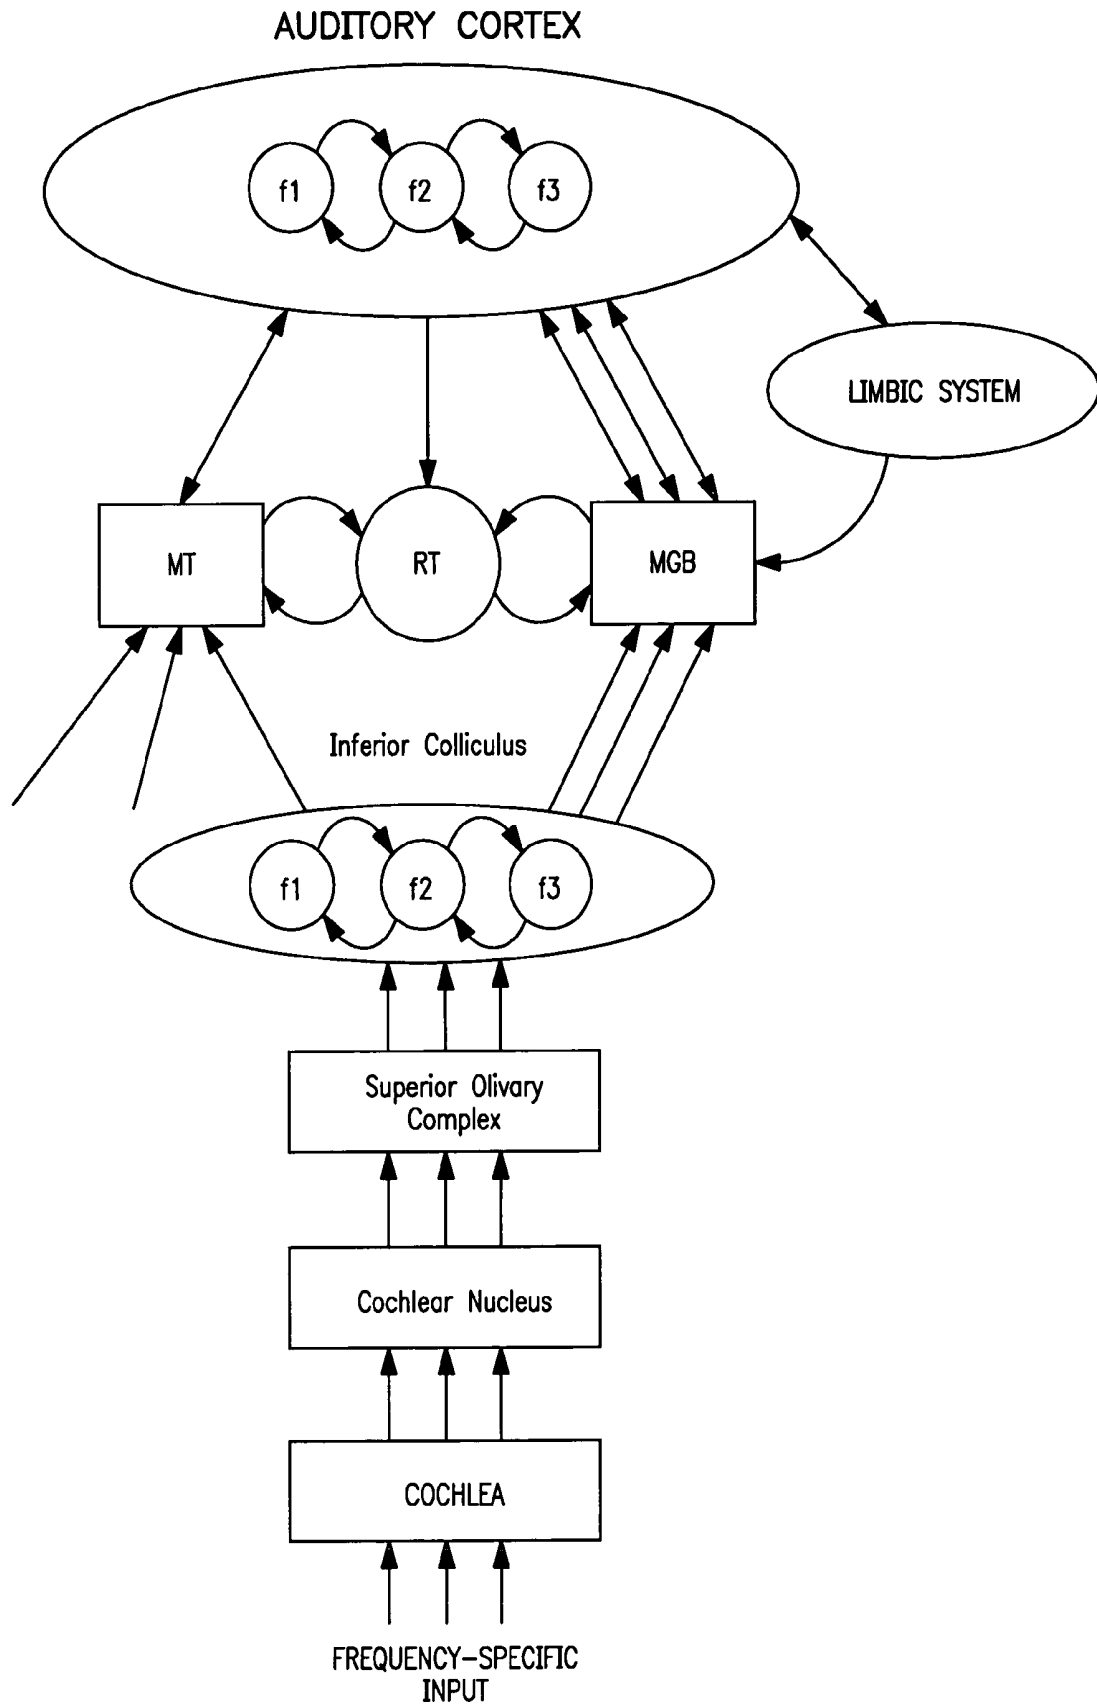 AUDITORY CORTEX
f1
f2
f3
LIMBIC SYSTEM
MT
RT
MGB
Inferior Colliculus
f1
f2
f3
Superior Olivary
Complex
Cochlear Nucleus
COCHLEA
FREQUENCY-SPECIFIC
INPUT